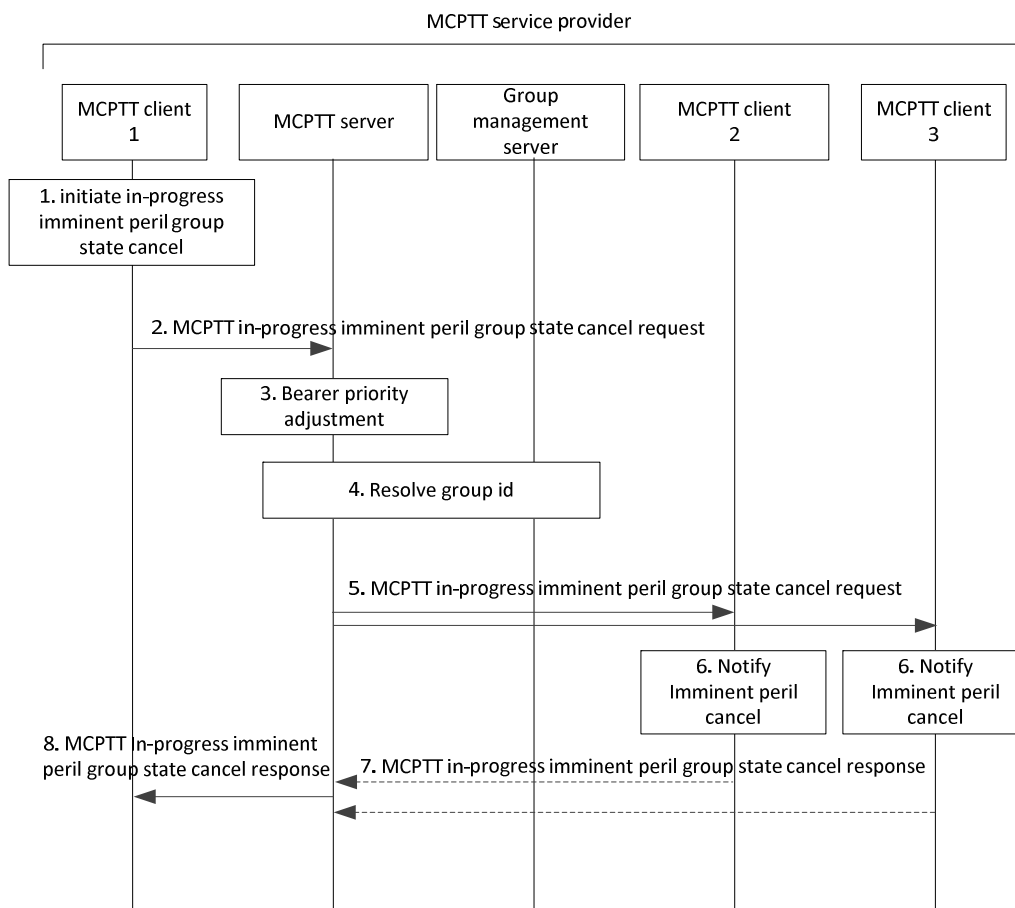 MCPTT service provider
MCPTT client
1
MCPTT server
Group
management
server
MCPTT client
2
MCPTT client
3
1. initiate in-progress
imminent peril group
state cancel
2. MCPTT in-progress imminent peril group state cancel request
3. Bearer priority
adjustment
4. Resolve group id
5. MCPTT in-progress imminent peril group state cancel request
6. Notify
Imminent peril
cancel
6. Notify
Imminent peril
cancel
8. MCPTT In-progress imminent
peril group state cancel response
7. MCPTT in-progress imminent peril group state cancel response